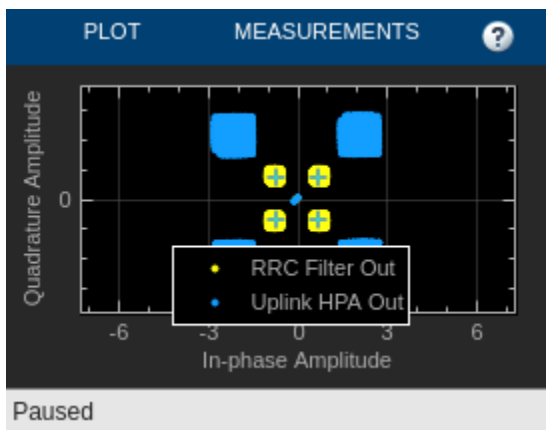 PLOT MEASUREMENTS ?
Quadrature Amplitude
0
RRC Filter Out
Uplink HPA Out
-6 -3 0 3 6
In-phase Amplitude
Paused